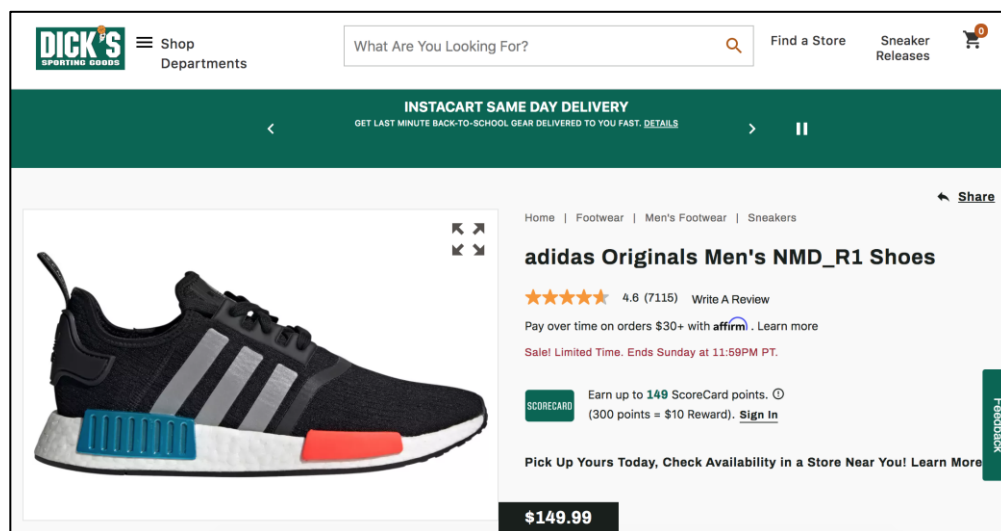 DICK'S
SPORTING GOODS
Shop
Departments
What Are You Looking For?
Find a Store
Sneaker
Releases
0
INSTACART SAME DAY DELIVERY
GET LAST MINUTE BACK-TO-SCHOOL GEAR DELIVERED TO YOU FAST. DETAILS
Share
Home | Footwear | Men's Footwear | Sneakers
adidas Originals Men's NMD_R1 Shoes
4.6 (7115) Write A Review
Pay over time on orders $30+ with affirm . Learn more
Sale! Limited Time. Ends Sunday at 11:59PM PT.
SCORECARD
Earn up to 149 ScoreCard points.
(300 points = $10 Reward). Sign In
Feedback
Pick Up Yours Today, Check Availability in a Store Near You! Learn More
$149.99